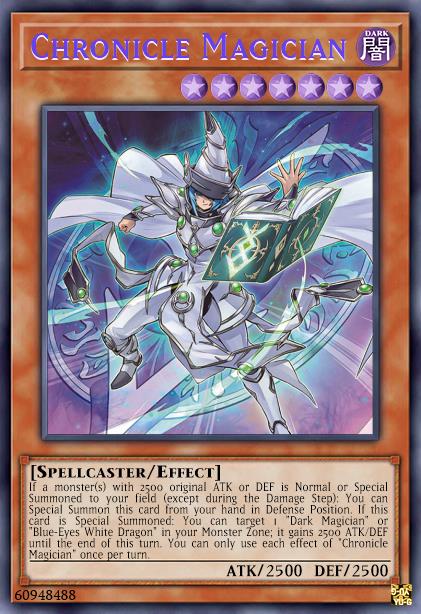 CHRONICLE MAGICIAN
DARK
闇
[SPELLCASTER/EFFECT]
If a monster(s) with 2500 original ATK or DEF is Normal or Special
Summoned to your field (except during the Damage Step): You can
Special Summon this card from your hand in Defense Position. If this
card is Special Summoned: You can target 1 "Dark Magician" or
"Blue-Eyes White Dragon" in your Monster Zone; it gains 2500 ATK/DEF
until the end of this turn. You can only use each effect of "Chronicle
Magician" once per turn.
ATK/2500 DEF/2500
60948488